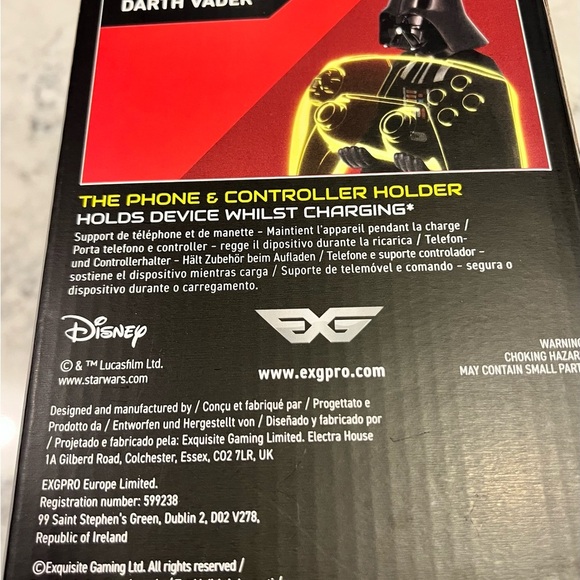 DARTH VADER
THE PHONE & CONTROLLER HOLDER
HOLDS DEVICE WHILST CHARGING*
Support de téléphone et de manette - Maintient l'appareil pendant la charge /
Porta telefono e controller - regge il dipositivo durante la ricarica / Telefon-
und Controllerhalter - Hält Zubehör beim Aufladen / Telefone e suporte controlador -
sostiene el dispositivo mientras carga / Suporte de telemóvel e comando - segura o
dispositivo durante o carregamento.
Disney
EXG
© & ™ Lucasfilm Ltd.
www.starwars.com
www.exgpro.com
WARNING
CHOKING HAZAR
MAY CONTAIN SMALL PART
Designed and manufactured by / Conçu et fabriqué par / Progettato e
Prodotto da / Entworfen und Hergestellt von / Diseñado y fabricado por
/ Projetado e fabricado pela: Exquisite Gaming Limited. Electra House
1A Gilberd Road, Colchester, Essex, CO2 7LR, UK
EXGPRO Europe Limited.
Registration number: 599238
99 Saint Stephen's Green, Dublin 2, D02 V278,
Republic of Ireland
©Exquisite Gaming Ltd. All rights reserved /